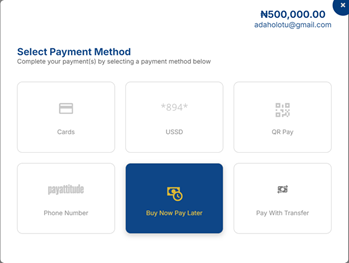 ×
₦500,000.00
adaholotu@gmail.com
Select Payment Method
Complete your payment(s) by selecting a payment method below
Cards
*894*
USSD
QR Pay
payattitude
Phone Number
Buy Now Pay Later
Pay With Transfer